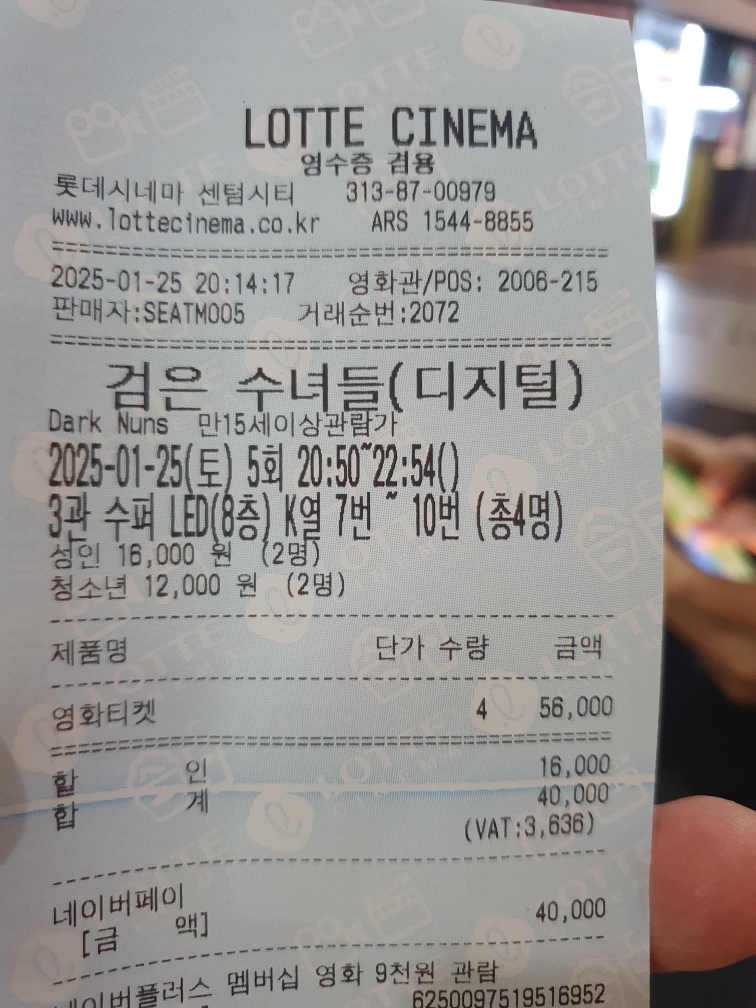 LOTTE CINEMA
영수증 겸용
롯데시네마 센텀시티 313-87-00979
www.lottecinema.co.kr ARS 1544-8855
2025-01-25 20:14:17 영화관/POS: 2006-215
판매자:SEATM005 거래순번:2072
검은 수녀들(디지털)
Dark Nuns 만15세이상관람가
2025-01-25(토) 5회 20:50~22:54()
3관 수퍼 LED(8층) K열 7번 ~ 10번 (총4명)
성인 16,000 원 (2명)
청소년 12,000 원 (2명)
제품명 단가 수량 금액
영화티켓 4 56,000
할 인 16,000
합 계 40,000
(VAT:3,636)
네이버페이
[금 액] 40,000
네이버플러스 멤버십 영화 9천원 관람
6250097519516952